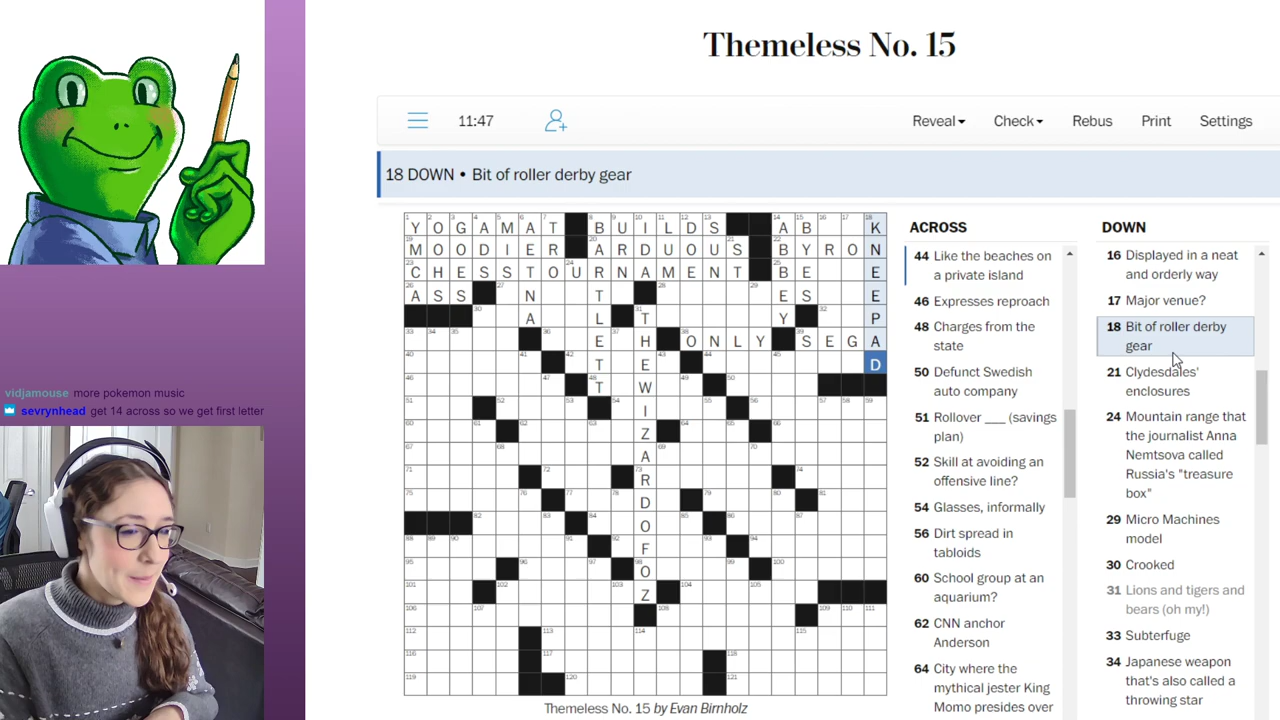 Themeless No. 15
11:47
Reveal
Check
Rebus
Print
Settings
18 DOWN • Bit of roller derby gear
YOGAMAT BUILDS AB K
MOODIER ARDUOUS BYRON
CHESSTOURNAMENT BE E
ASS N T ES E
A L T Y P
E H ONLY SEGA
T E D
T W
I
Z
A
R
D
O
F
O
Z
Themeless No. 15 by Evan Birnholz
ACROSS
44 Like the beaches on
a private island
46 Expresses reproach
48 Charges from the
state
50 Defunct Swedish
auto company
51 Rollover ___ (savings
plan)
52 Skill at avoiding an
offensive line?
54 Glasses, informally
56 Dirt spread in
tabloids
60 School group at an
aquarium?
62 CNN anchor
Anderson
64 City where the
mythical jester King
Momo presides over
DOWN
16 Displayed in a neat
and orderly way
17 Major venue?
18 Bit of roller derby
gear
21 Clydesdales'
enclosures
24 Mountain range that
the journalist Anna
Nemtsova called
Russia's "treasure
box"
29 Micro Machines
model
30 Crooked
31 Lions and tigers and
bears (oh my!)
33 Subterfuge
34 Japanese weapon
that's also called a
throwing star
vidjamouse more pokemon music
sevrynhead get 14 across so we get first letter